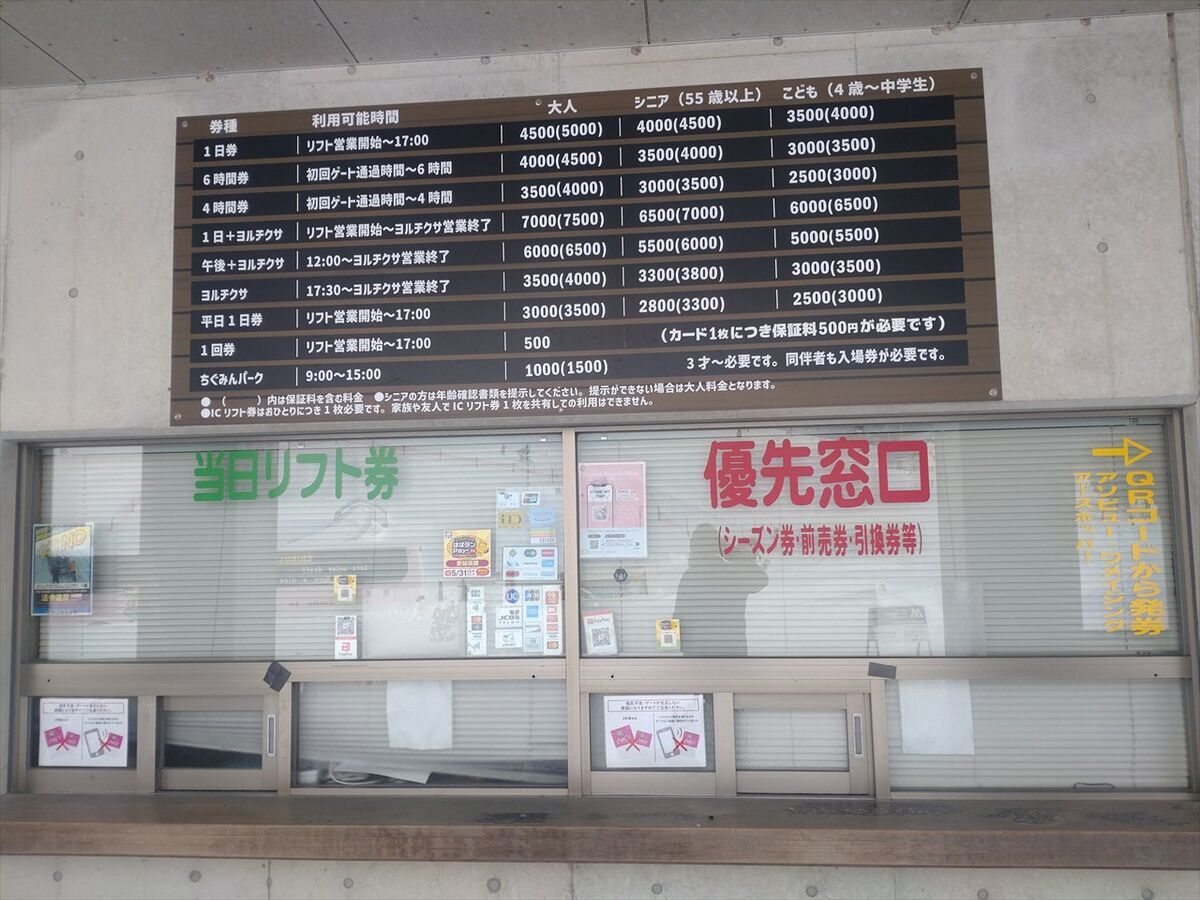 券種 利用可能時間 大人 シニア（55歳以上） こども（4歳～中学生）
1日券 リフト営業開始～17:00 4500(5000) 4000(4500) 3500(4000)
6時間券 初回ゲート通過時間～6時間 4000(4500) 3500(4000) 3000(3500)
4時間券 初回ゲート通過時間～4時間 3500(4000) 3000(3500) 2500(3000)
1日＋ヨルチクサ リフト営業開始～ヨルチクサ営業終了 7000(7500) 6500(7000) 6000(6500)
午後＋ヨルチクサ 12:00～ヨルチクサ営業終了 6000(6500) 5500(6000) 5000(5500)
ヨルチクサ 17:30～ヨルチクサ営業終了 3500(4000) 3300(3800) 3000(3500)
平日1日券 リフト営業開始～17:00 3000(3500) 2800(3300) 2500(3000)
1回券 リフト営業開始～17:00 500 （カード1枚につき保証料500円が必要です）
ちぐみんパーク 9:00～15:00 1000(1500) 3才～必要です。同伴者も入場券が必要です。
●（　　）内は保証料を含む料金 ●シニアの方は年齢確認書類を提示してください。提示ができない場合は大人料金となります。
●ICリフト券はおひとりにつき1枚必要です。家族や友人でICリフト券1枚を共有しての利用はできません。
当日リフト券
優先窓口
(シーズン券・前売券・引換券等)
QRコードから発券
NO
iD
はばタン
Pay+
5/31
UC
JCB
PayPay
PayPay